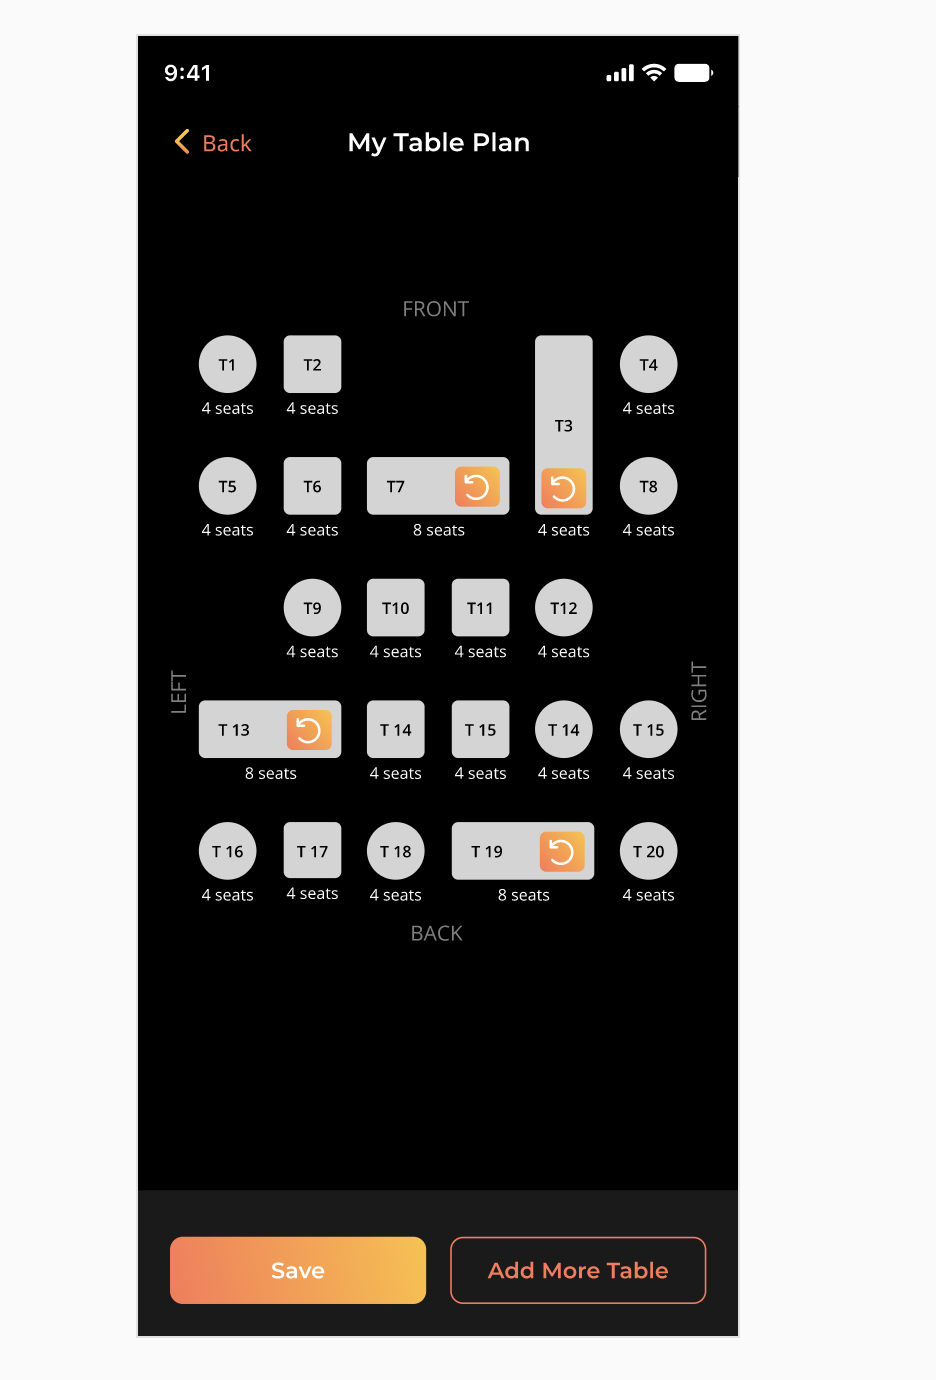 9:41
Back
My Table Plan
FRONT
T1
T2
T3
T4
4 seats
4 seats
4 seats
T5
T6
T7
T8
4 seats
4 seats
8 seats
4 seats
4 seats
T9
T10
T11
T12
4 seats
4 seats
4 seats
4 seats
LEFT
RIGHT
T 13
T 14
T 15
T 14
T 15
8 seats
4 seats
4 seats
4 seats
4 seats
T 16
T 17
T 18
T 19
T 20
4 seats
4 seats
4 seats
8 seats
4 seats
BACK
Save
Add More Table